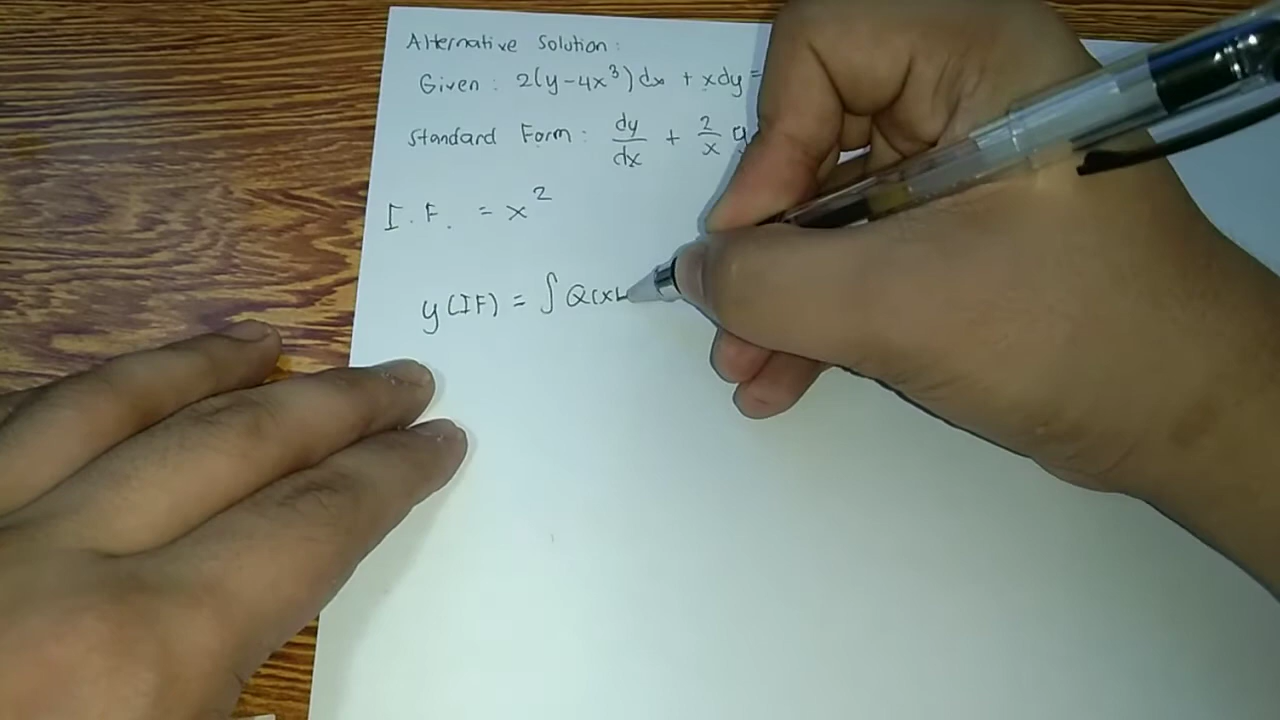 Alternative Solution:
Given: 2(y-4x³)dx + xdy =
Standard Form: dy/dx + 2/x y
I.F. = x²
y(IF) = ∫Q(x)